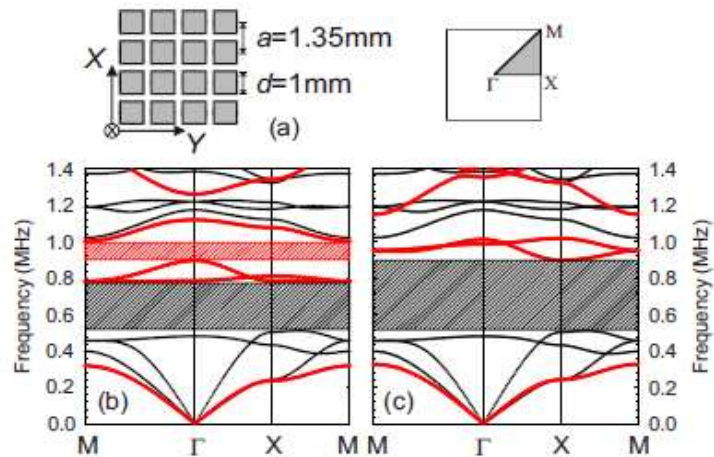 a=1.35mm
d=1mm
X
Y
(a)
M
Γ
X
1.4
1.2
1.0
0.8
0.6
0.4
0.2
0.0
Frequency (MHz)
(b)
M
Γ
X
M
(c)
M
Γ
X
M
1.4
1.2
1.0
0.8
0.6
0.4
0.2
0.0
Frequency (MHz)